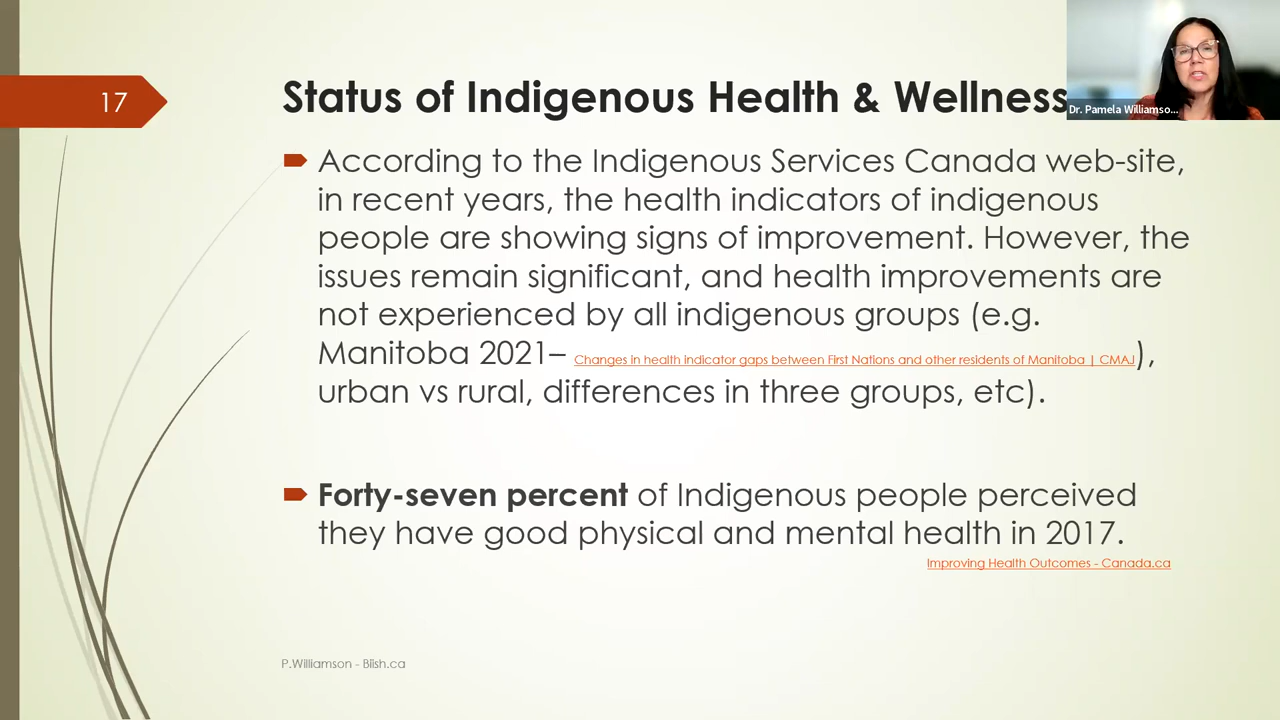 17
Status of Indigenous Health & Wellness
Dr. Pamela Williamso...
According to the Indigenous Services Canada web-site,
in recent years, the health indicators of indigenous
people are showing signs of improvement. However, the
issues remain significant, and health improvements are
not experienced by all indigenous groups (e.g.
Manitoba 2021– Changes in health indicator gaps between First Nations and other residents of Manitoba | CMAJ),
urban vs rural, differences in three groups, etc).
Forty-seven percent of Indigenous people perceived
they have good physical and mental health in 2017.
Improving Health Outcomes - Canada.ca
P.Williamson - Biish.ca